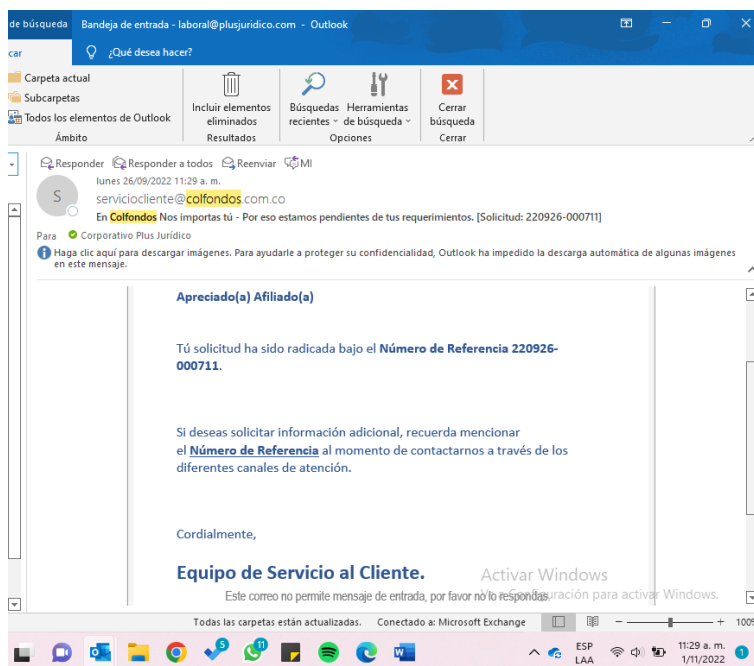 de búsqueda Bandeja de entrada - laboral@plusjuridico.com - Outlook
car ¿Qué desea hacer?
Carpeta actual
Subcarpetas
Todos los elementos de Outlook
Ámbito
Incluir elementos
eliminados
Resultados
Búsquedas
recientes
Herramientas
de búsqueda
Opciones
Cerrar
búsqueda
Cerrar
Responder Responder a todos Reenviar MI
lunes 26/09/2022 11:29 a. m.
S
serviciocliente@colfondos.com.co
En Colfondos Nos importas tú - Por eso estamos pendientes de tus requerimientos. [Solicitud: 220926-000711]
Para Corporativo Plus Jurídico
Haga clic aquí para descargar imágenes. Para ayudarle a proteger su confidencialidad, Outlook ha impedido la descarga automática de algunas imágenes
en este mensaje.
Apreciado(a) Afiliado(a)
Tú solicitud ha sido radicada bajo el Número de Referencia 220926-
000711.
Si deseas solicitar información adicional, recuerda mencionar
el Número de Referencia al momento de contactarnos a través de los
diferentes canales de atención.
Cordialmente,
Equipo de Servicio al Cliente.
Activar Windows
Este correo no permite mensaje de entrada, por favor no lo respondas.
para activar Windows.
Todas las carpetas están actualizadas. Conectado a: Microsoft Exchange 100%
5
11
ESP
LAA
11:29 a. m.
1/11/2022
1